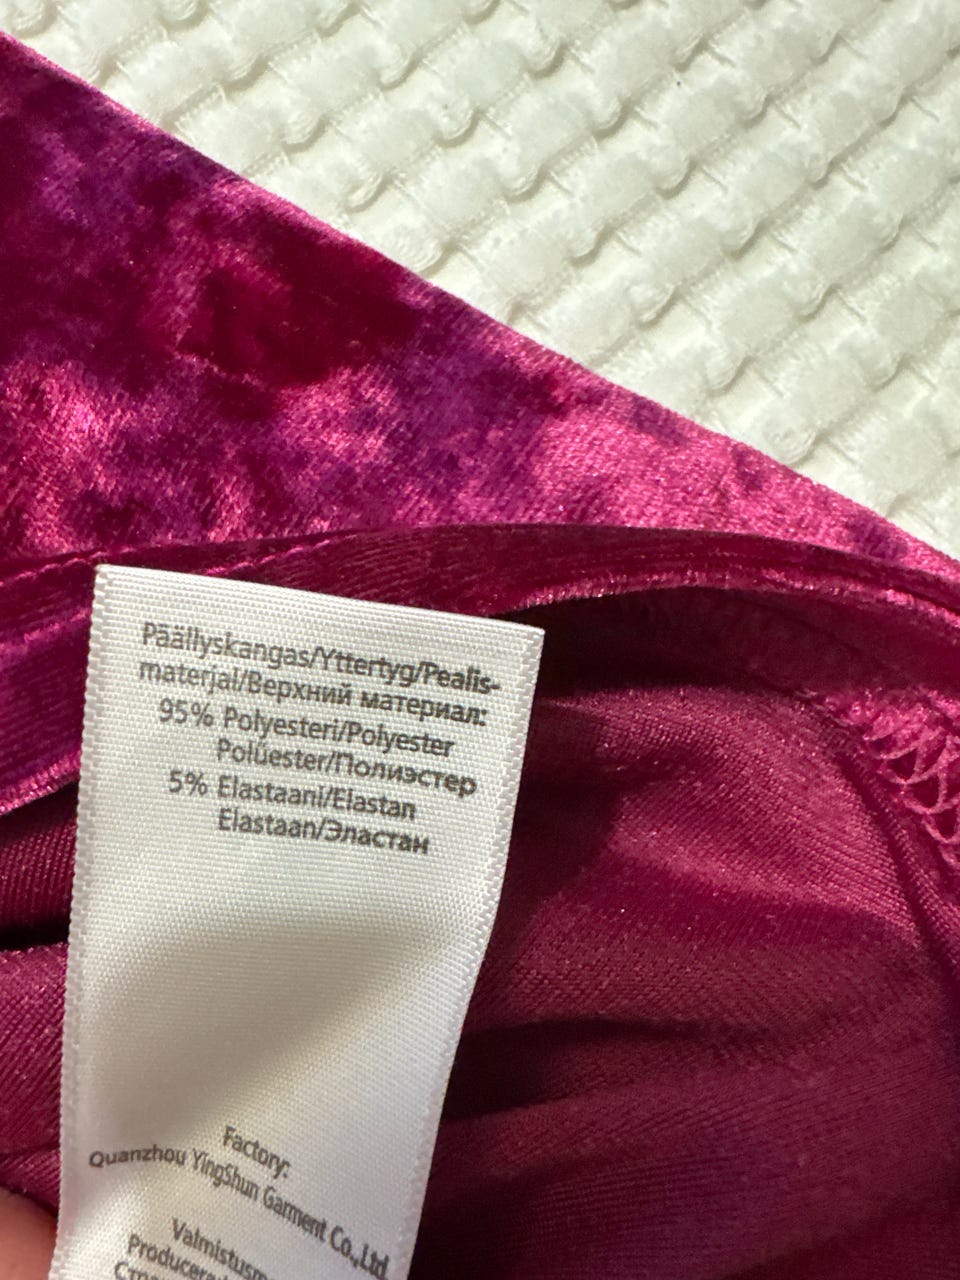 Päällyskangas/Yttertyg/Pealis-
materjal/Верхний материал:
95% Polyesteri/Polyester
Polüester/Полиэстер
5% Elastaani/Elastan
Elastaan/Эластан
Factory:
Quanzhou YingShun Garment Co.,Ltd.